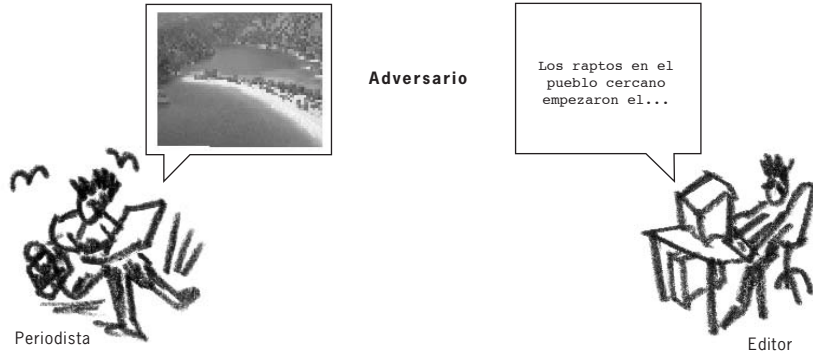 Adversario
Los raptos en el
pueblo cercano
empezaron el...
Periodista
Editor